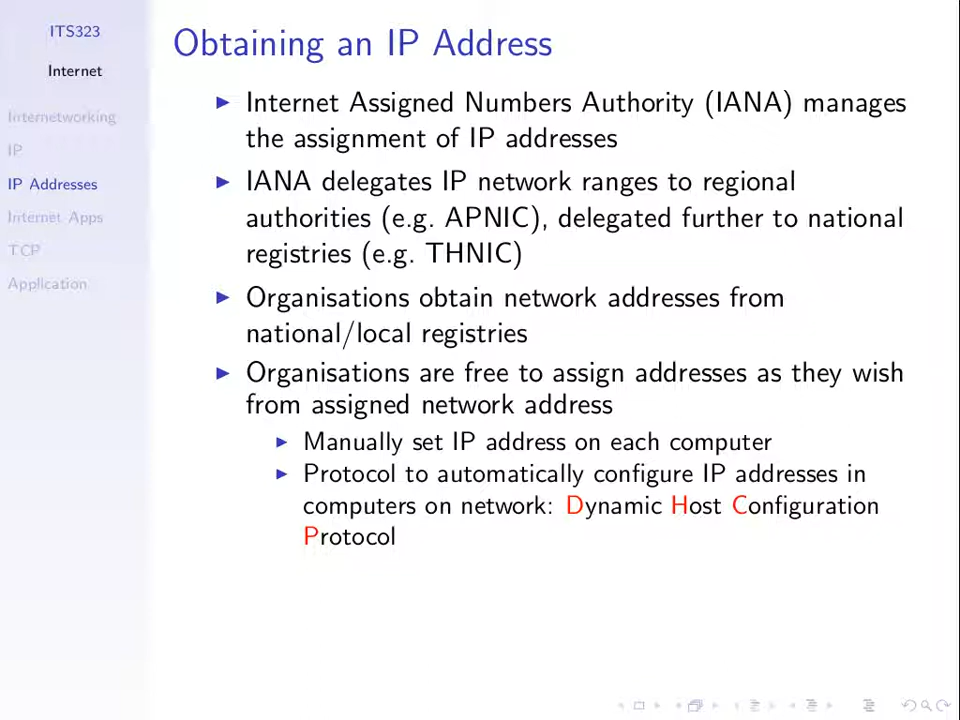 ITS323
Internet
Internetworking
IP
IP Addresses
Internet Apps
TCP
Application
Obtaining an IP Address
Internet Assigned Numbers Authority (IANA) manages
the assignment of IP addresses
IANA delegates IP network ranges to regional
authorities (e.g. APNIC), delegated further to national
registries (e.g. THNIC)
Organisations obtain network addresses from
national/local registries
Organisations are free to assign addresses as they wish
from assigned network address
Manually set IP address on each computer
Protocol to automatically configure IP addresses in
computers on network: Dynamic Host Configuration
Protocol